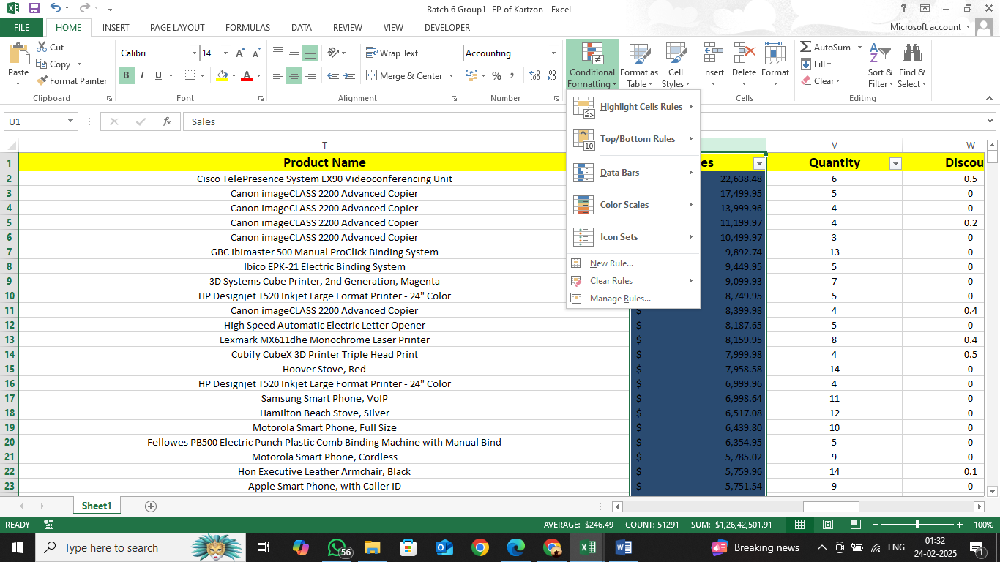 Batch 6 Group1- EP of Kartzon - Excel
FILE HOME INSERT PAGE LAYOUT FORMULAS DATA REVIEW VIEW DEVELOPER Microsoft account
Paste
Cut
Copy
Format Painter
Clipboard
Calibri 14
B I U A
Font
Wrap Text
Merge & Center
Alignment
Accounting
%
Number
Conditional Formatting
Format as Table
Cell Styles
Insert
Delete
Format
Cells
AutoSum
Fill
Clear
Sort & Filter
Find & Select
Editing
U1 fx Sales
Highlight Cells Rules
Top/Bottom Rules
Data Bars
Color Scales
Icon Sets
New Rule...
Clear Rules
Manage Rules...
T V W
1 Product Name es Quantity Discou
2 Cisco TelePresence System EX90 Videoconferencing Unit 22,638.48 6 0.5
3 Canon imageCLASS 2200 Advanced Copier 17,499.95 5 0
4 Canon imageCLASS 2200 Advanced Copier 13,999.96 4 0
5 Canon imageCLASS 2200 Advanced Copier 11,199.97 4 0.2
6 Canon imageCLASS 2200 Advanced Copier 10,499.97 3 0
7 GBC Ibimaster 500 Manual ProClick Binding System 9,892.74 13 0
8 Ibico EPK-21 Electric Binding System 9,449.95 5 0
9 3D Systems Cube Printer, 2nd Generation, Magenta 9,099.93 7 0
10 HP Designjet T520 Inkjet Large Format Printer - 24" Color 8,749.95 5 0
11 Canon imageCLASS 2200 Advanced Copier $ 8,399.98 4 0.4
12 High Speed Automatic Electric Letter Opener $ 8,187.65 5 0
13 Lexmark MX611dhe Monochrome Laser Printer $ 8,159.95 8 0.4
14 Cubify CubeX 3D Printer Triple Head Print $ 7,999.98 4 0.5
15 Hoover Stove, Red $ 7,958.58 14 0
16 HP Designjet T520 Inkjet Large Format Printer - 24" Color $ 6,999.96 4 0
17 Samsung Smart Phone, VoIP $ 6,998.64 11 0
18 Hamilton Beach Stove, Silver $ 6,517.08 12 0
19 Motorola Smart Phone, Full Size $ 6,439.80 10 0
20 Fellowes PB500 Electric Punch Plastic Comb Binding Machine with Manual Bind $ 6,354.95 5 0
21 Motorola Smart Phone, Cordless $ 5,785.02 9 0
22 Hon Executive Leather Armchair, Black $ 5,759.96 14 0.1
23 Apple Smart Phone, with Caller ID $ 5,751.54 9 0
Sheet1
READY AVERAGE: $246.49 COUNT: 51291 SUM: $1,26,42,501.91 100%
Type here to search 56 Breaking news ENG 01:32
24-02-2025 1